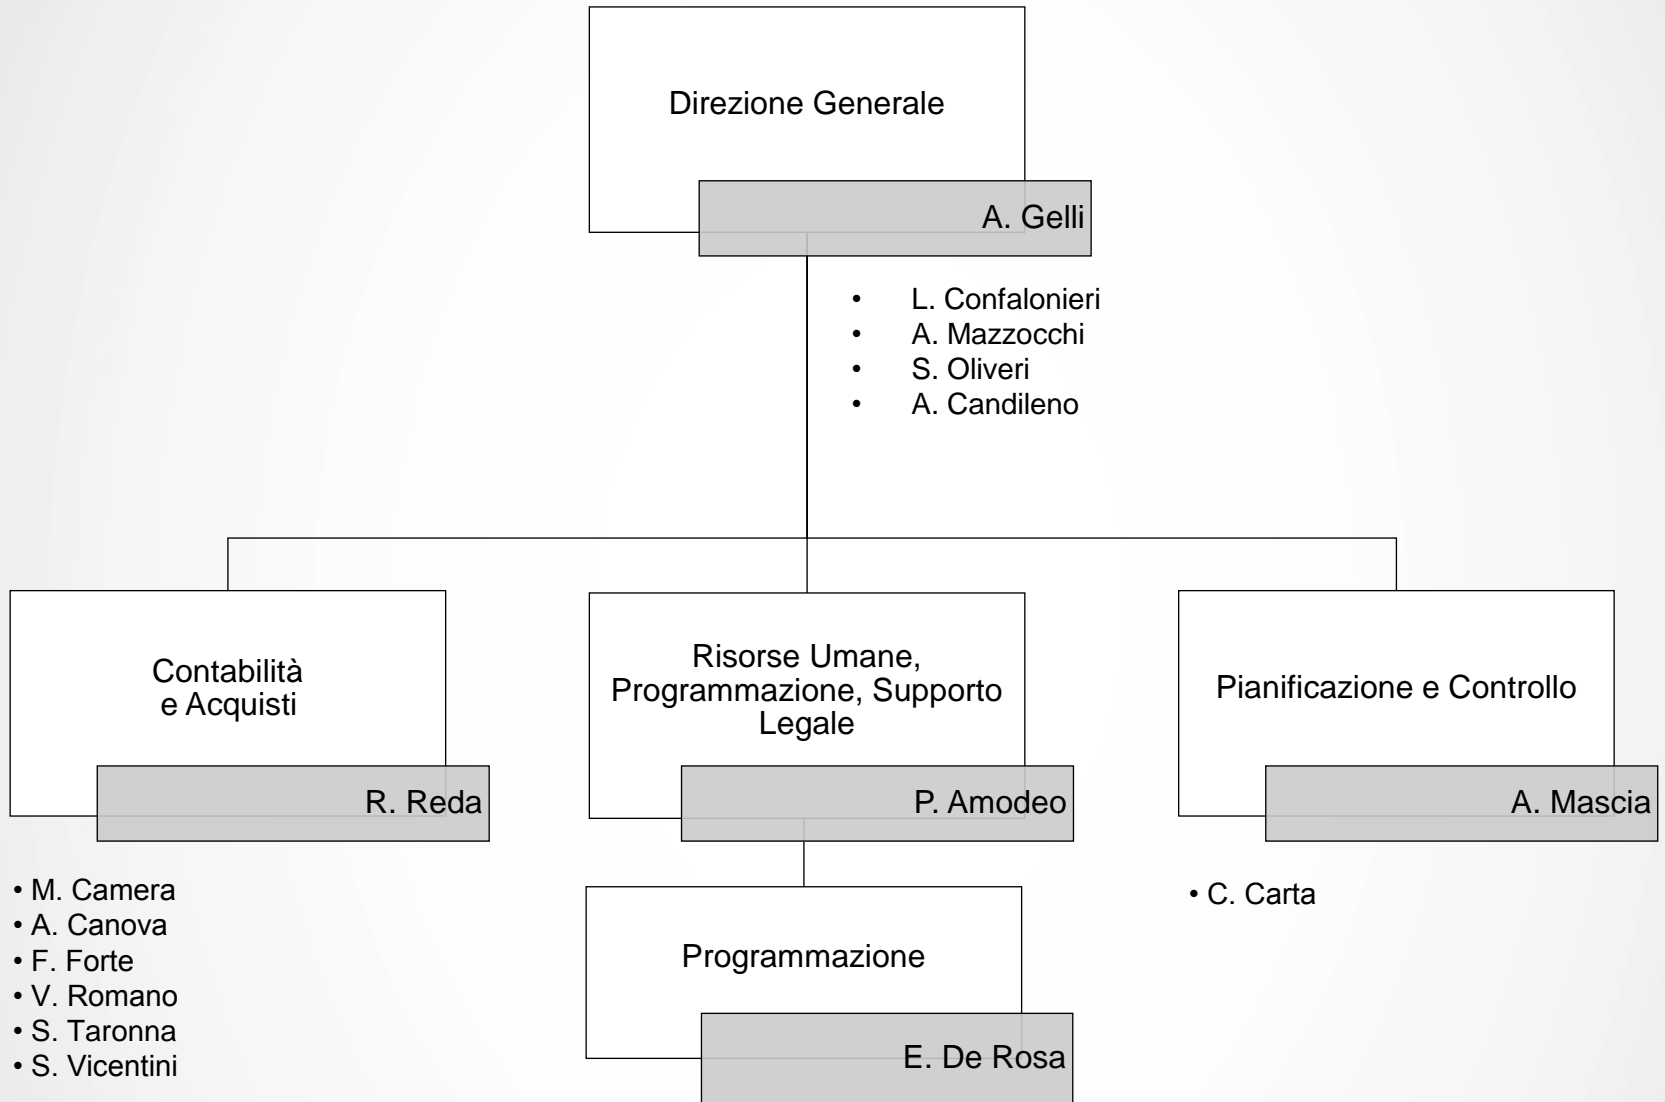 Direzione Generale
A. Gelli
• L. Confalonieri
• A. Mazzocchi
• S. Oliveri
• A. Candileno
Contabilità
e Acquisti
R. Reda
• M. Camera
• A. Canova
• F. Forte
• V. Romano
• S. Taronna
• S. Vicentini
Risorse Umane,
Programmazione, Supporto
Legale
P. Amodeo
Programmazione
E. De Rosa
Pianificazione e Controllo
A. Mascia
• C. Carta